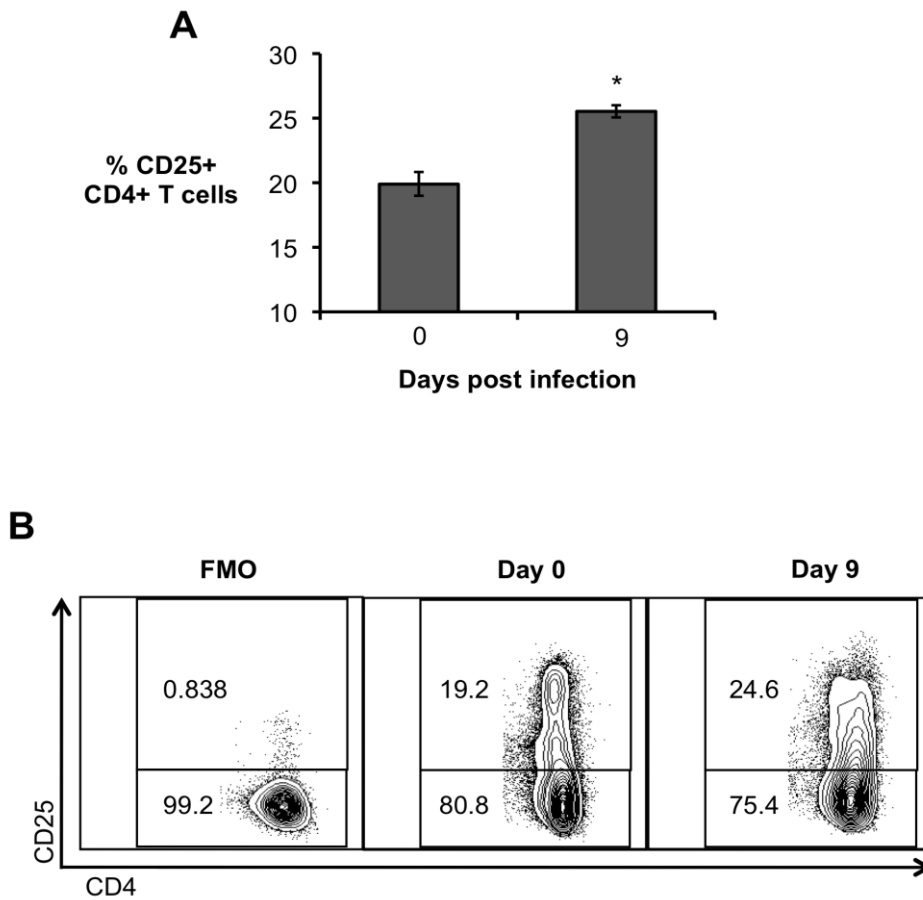 A
30
*
25
% CD25+
CD4+ T cells
20
15
10
0 9
Days post infection
B
FMO Day 0 Day 9
0.838 19.2 24.6
99.2 80.8 75.4
CD25
CD4